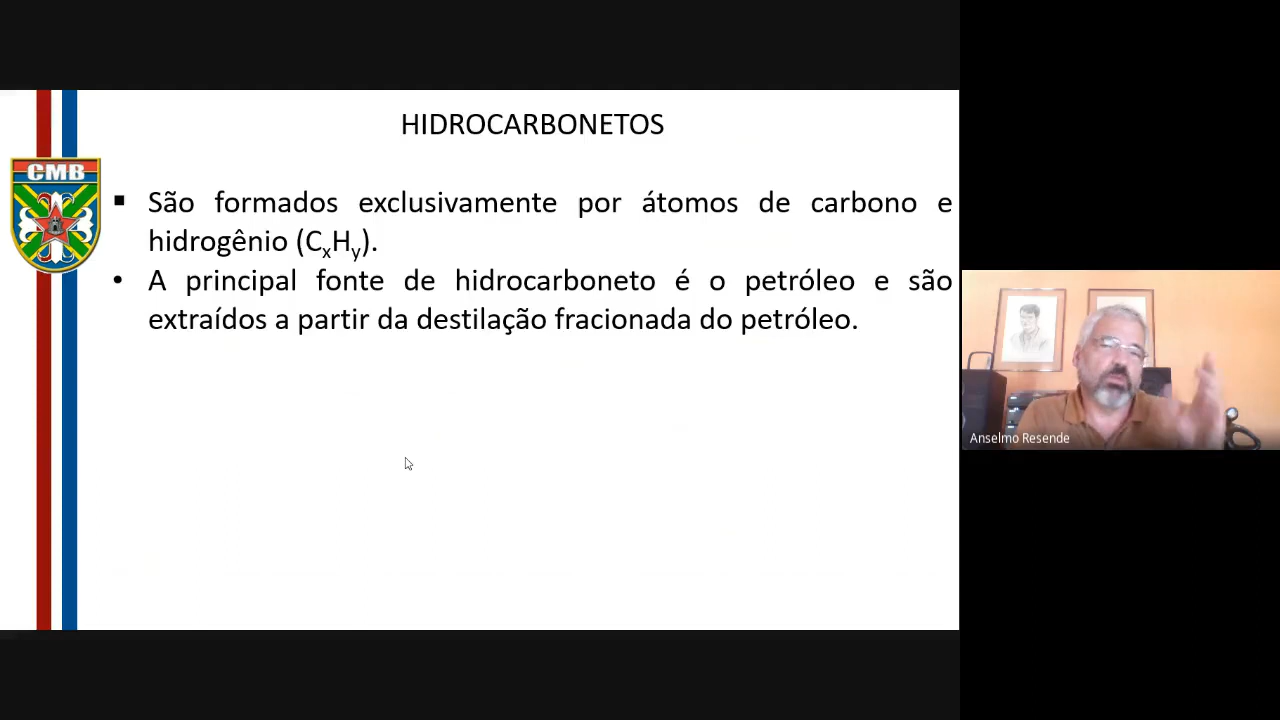 HIDROCARBONETOS
CMB
▪ São formados exclusivamente por átomos de carbono e
hidrogênio (CxHy).
• A principal fonte de hidrocarboneto é o petróleo e são
extraídos a partir da destilação fracionada do petróleo.
Anselmo Resende